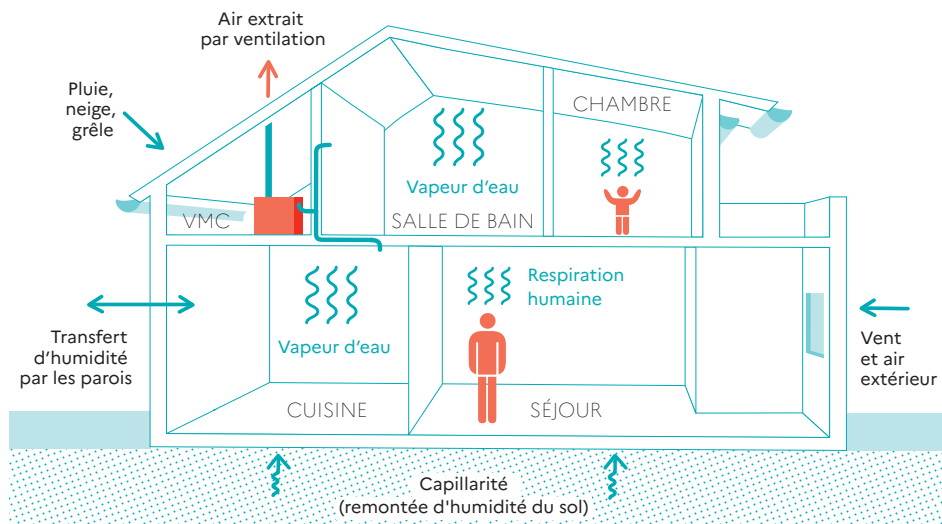 Air extrait
par ventilation
Pluie,
neige,
grêle
CHAMBRE
Vapeur d’eau
VMC
SALLE DE BAIN
Respiration
humaine
Transfert
d’humidité
par les parois
Vapeur d’eau
Vent
et air
extérieur
CUISINE
SÉJOUR
Capillarité
(remontée d'humidité du sol)